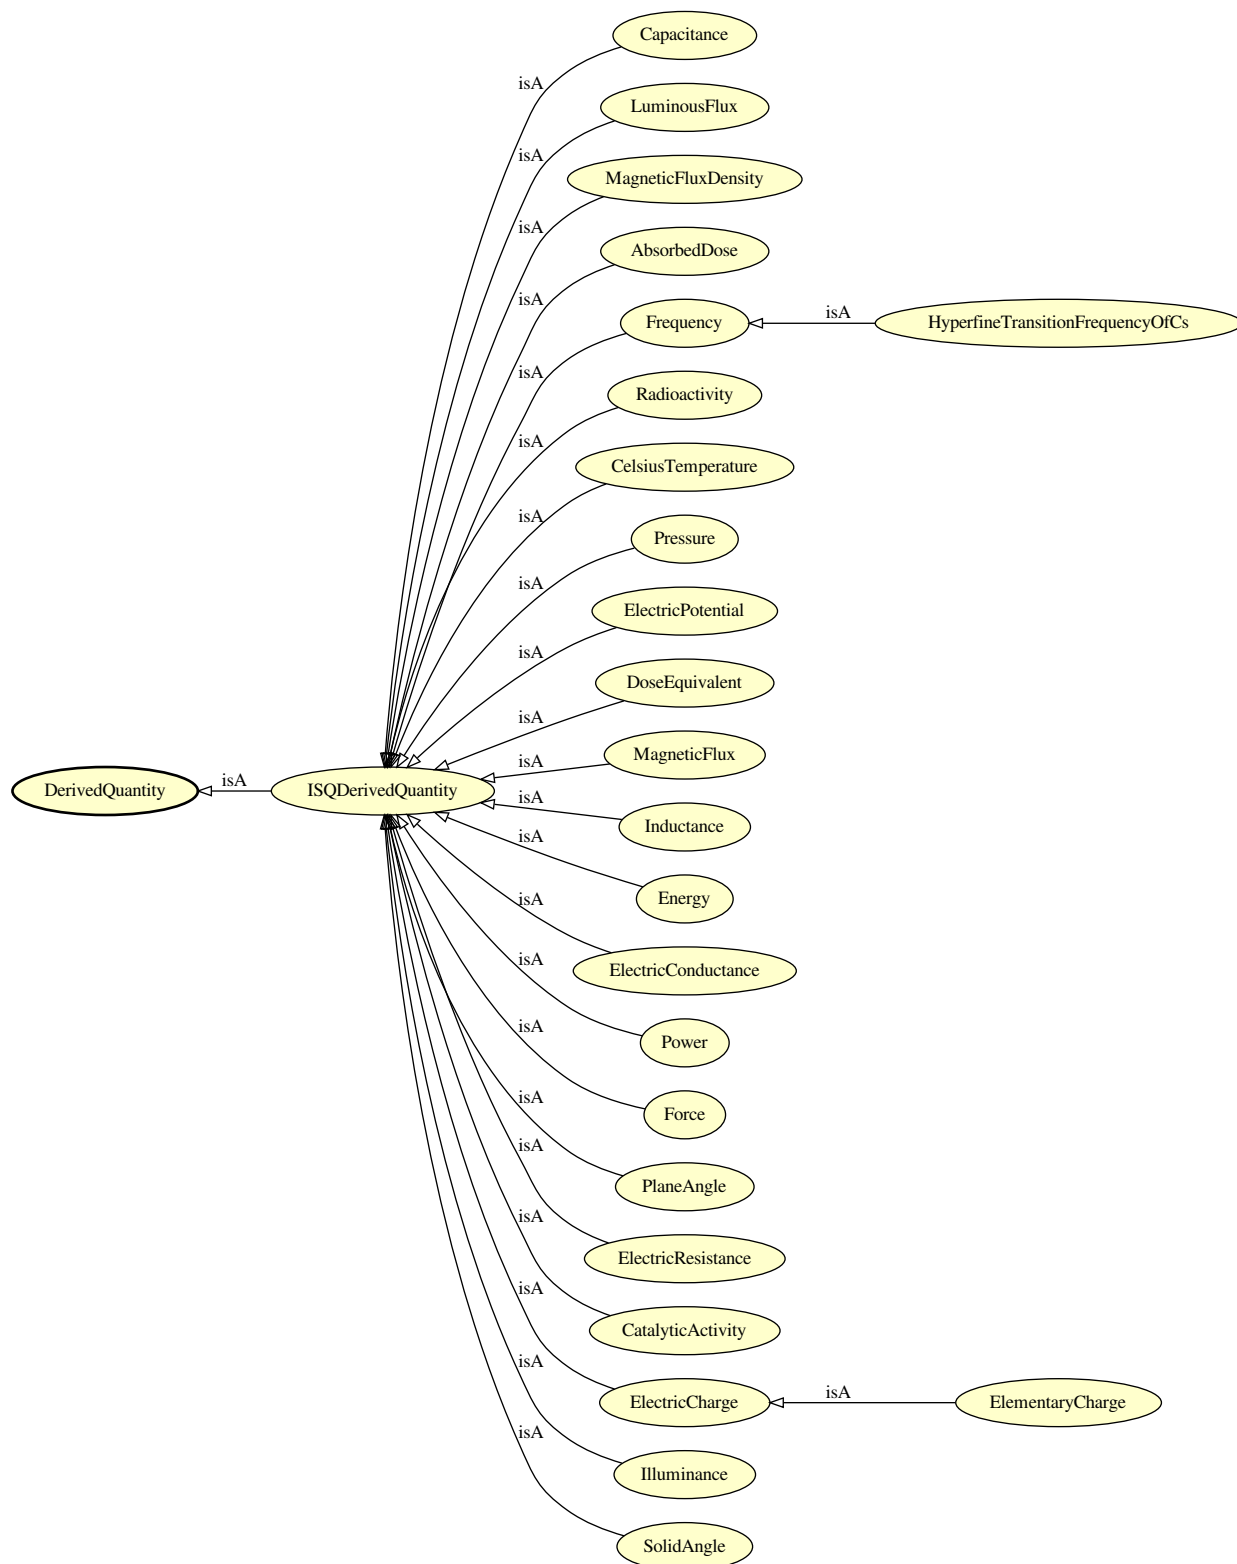 Capacitance
isA
LuminousFlux
isA
MagneticFluxDensity
isA
AbsorbedDose
isA
Frequency
isA
HyperfineTransitionFrequencyOfCs
isA
Radioactivity
isA
CelsiusTemperature
isA
Pressure
isA
ElectricPotential
isA
DoseEquivalent
isA
MagneticFlux
isA
DerivedQuantity
isA
ISQDerivedQuantity
isA
Inductance
isA
Energy
isA
ElectricConductance
isA
Power
isA
Force
isA
PlaneAngle
isA
ElectricResistance
isA
CatalyticActivity
isA
ElectricCharge
isA
ElementaryCharge
isA
Illuminance
isA
SolidAngle